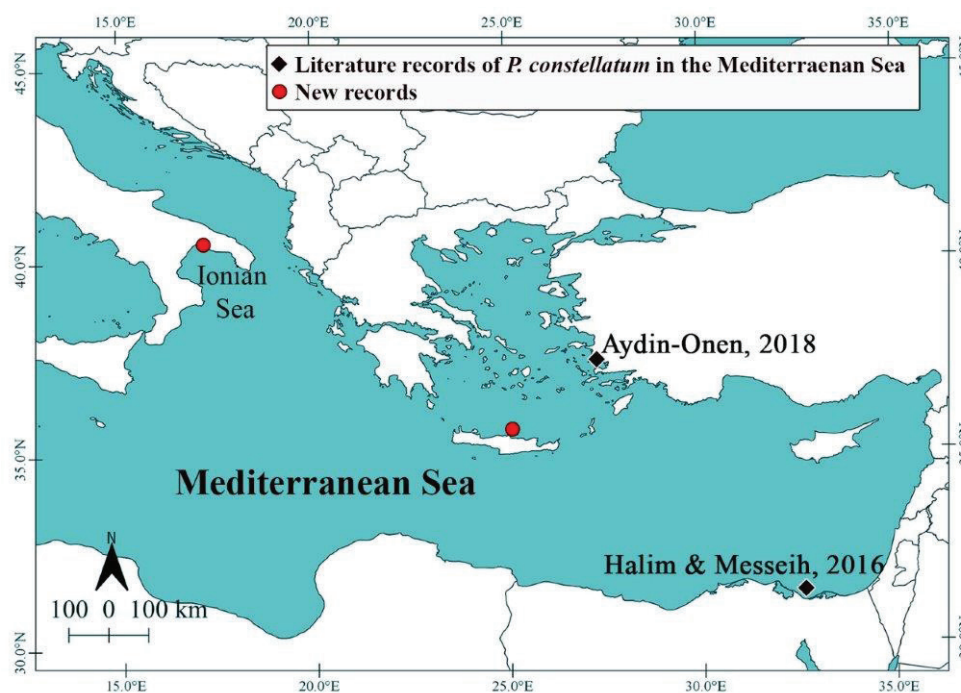 15.0°E 20.0°E 25.0°E 30.0°E 35.0°E
Literature records of P. constellatum in the Mediterraenan Sea
New records
45.0°N
40.0°N
Ionian
Sea
Aydin-Onen, 2018
35.0°N
Mediterranean Sea
N
Halim & Messeih, 2016
100 0 100 km
30.0°N
15.0°E 20.0°E 25.0°E 30.0°E 35.0°E